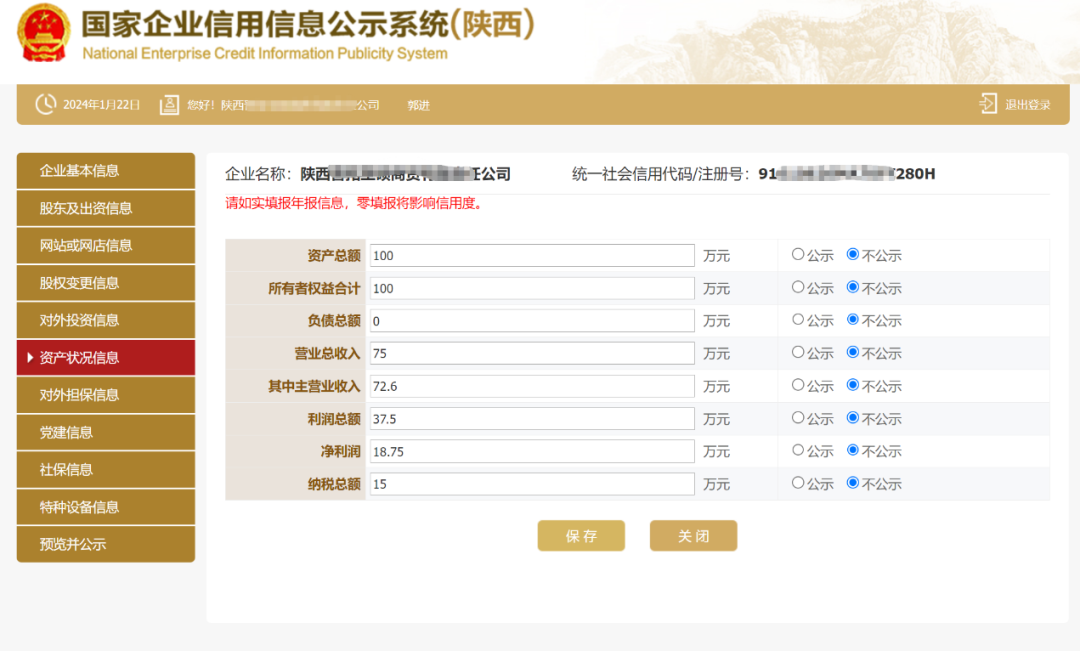 国家企业信用信息公示系统(陕西)
National Enterprise Credit Information Publicity System
2024年1月22日 您好! 陕西 公司 郭进 退出登录
企业基本信息
股东及出资信息
网站或网店信息
股权变更信息
对外投资信息
资产状况信息
对外担保信息
党建信息
社保信息
特种设备信息
预览并公示
企业名称: 陕西 任公司 统一社会信用代码/注册号: 91 280H
请如实填报年报信息,零填报将影响信用度。
资产总额 100 万元 公示 不公示
所有者权益合计 100 万元 公示 不公示
负债总额 0 万元 公示 不公示
营业总收入 75 万元 公示 不公示
其中主营业收入 72.6 万元 公示 不公示
利润总额 37.5 万元 公示 不公示
净利润 18.75 万元 公示 不公示
纳税总额 15 万元 公示 不公示
保存 关闭